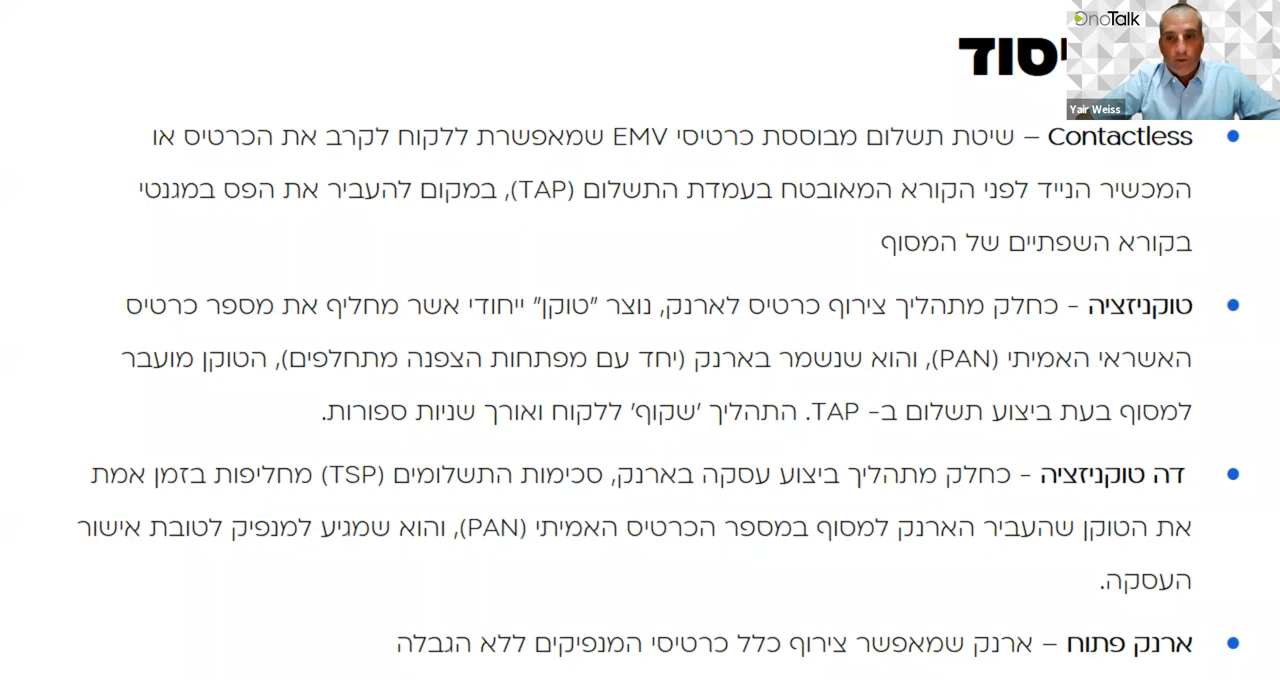 OnoTalk
Yair Weiss
Contactless – שיטת תשלום מבוססת כרטיסי EMV שמאפשרת ללקוח לקרב את הכרטיס או
המכשיר הנייד לפני הקורא המאובטח בעמדת התשלום (TAP), במקום להעביר את הפס במגנטי
בקורא השפתיים של המסוף
טוקניזציה - כחלק מתהליך צירוף כרטיס לארנק, נוצר "טוקן" ייחודי אשר מחליף את מספר כרטיס
האשראי האמיתי (PAN), והוא שנשמר בארנק (יחד עם מפתחות הצפנה מתחלפים), הטוקן מועבר
למסוף בעת ביצוע תשלום ב- TAP. התהליך 'שקוף' ללקוח ואורך שניות ספורות.
דה טוקניזציה - כחלק מתהליך ביצוע עסקה בארנק, סכימות התשלומים (TSP) מחליפות בזמן אמת
את הטוקן שהעביר הארנק למסוף במספר הכרטיס האמיתי (PAN), והוא שמגיע למנפיק לטובת אישור
העסקה.
ארנק פתוח – ארנק שמאפשר צירוף כלל כרטיסי המנפיקים ללא הגבלה